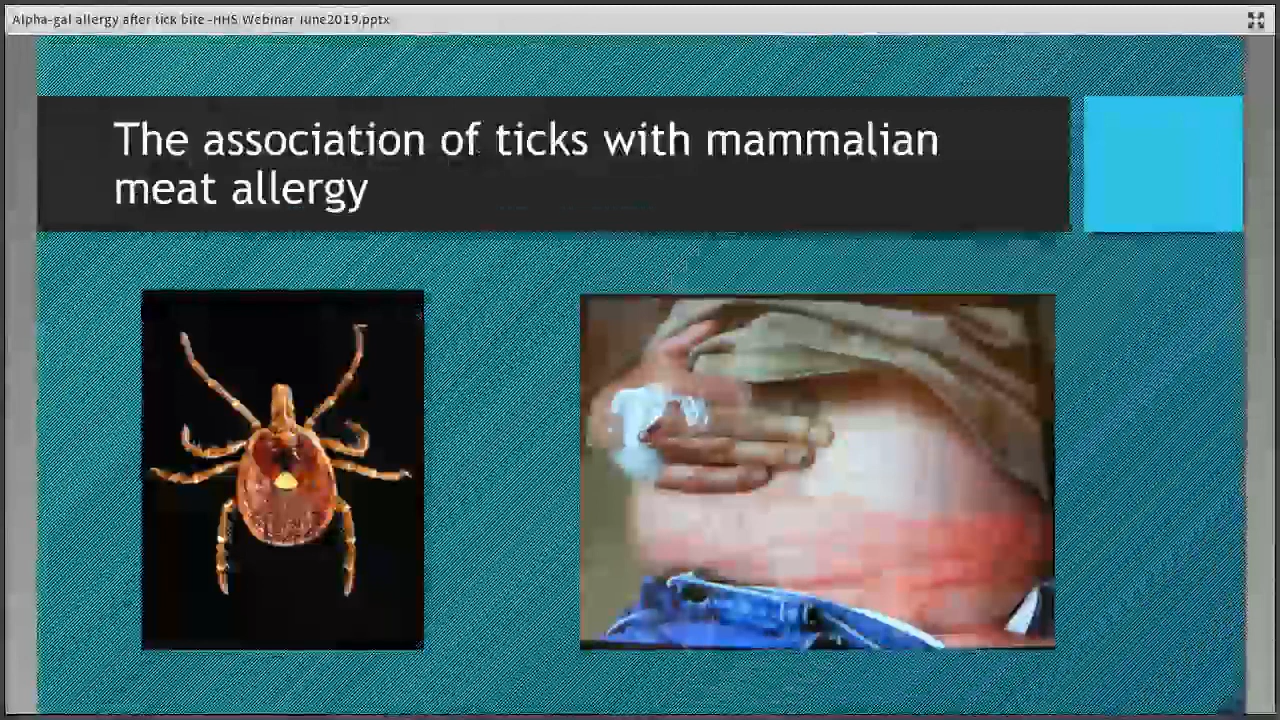 Alpha-gal allergy after tick bite -HHS Webinar June2019.pptx
The association of ticks with mammalian
meat allergy